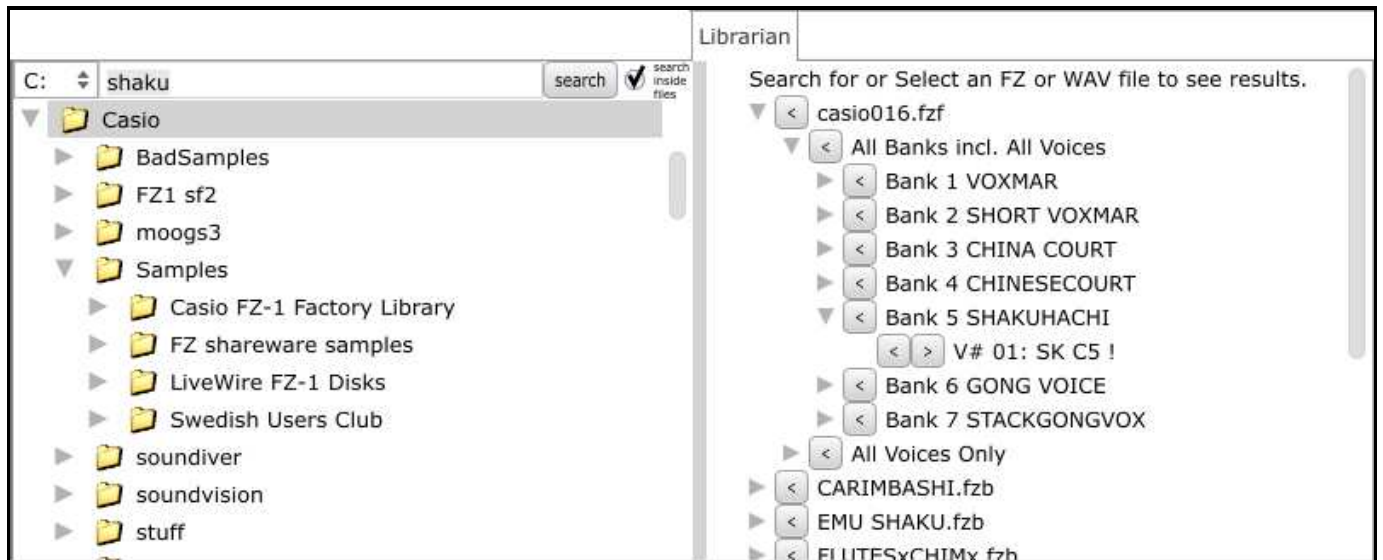 Librarian
C:
shaku
search
search
inside
files
Casio
BadSamples
FZ1 sf2
moogs3
Samples
Casio FZ-1 Factory Library
FZ shareware samples
LiveWire FZ-1 Disks
Swedish Users Club
soundiver
soundvision
stuff
Search for or Select an FZ or WAV file to see results.
< casio016.fzf
< All Banks incl. All Voices
< Bank 1 VOXMAR
< Bank 2 SHORT VOXMAR
< Bank 3 CHINA COURT
< Bank 4 CHINESECOURT
< Bank 5 SHAKUHACHI
< > V# 01: SK C5 !
< Bank 6 GONG VOICE
< Bank 7 STACKGONGVOX
< All Voices Only
< CARIMBASHI.fzb
< EMU SHAKU.fzb
< FLUTESxCHIMx.fzb